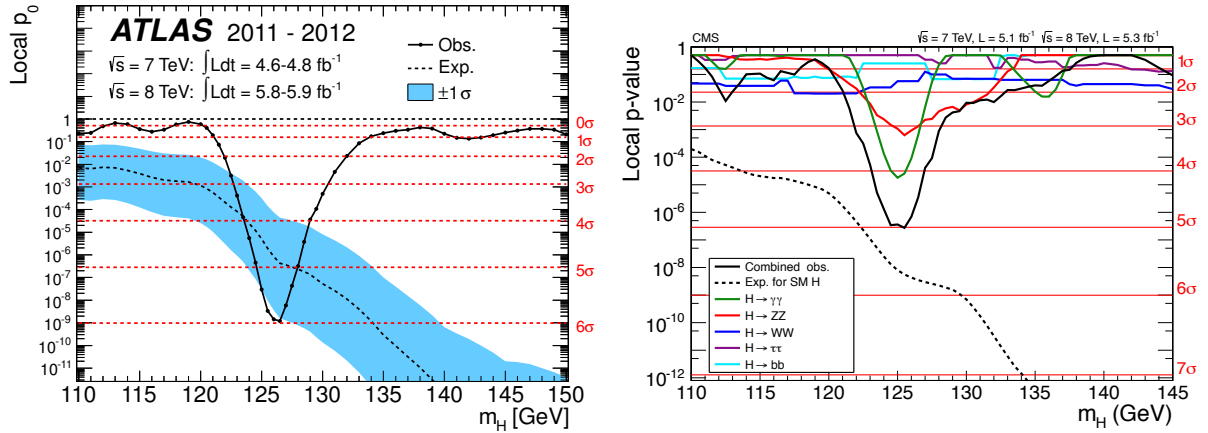 ATLAS 2011 - 2012
√s = 7 TeV: ∫Ldt = 4.6-4.8 fb⁻¹
√s = 8 TeV: ∫Ldt = 5.8-5.9 fb⁻¹
Obs.
Exp.
±1 σ
Local p₀
1
10⁻¹
10⁻²
10⁻³
10⁻⁴
10⁻⁵
10⁻⁶
10⁻⁷
10⁻⁸
10⁻⁹
10⁻¹⁰
10⁻¹¹
0σ
1σ
2σ
3σ
4σ
5σ
6σ
110 115 120 125 130 135 140 145 150
m_H [GeV]
CMS √s = 7 TeV, L = 5.1 fb⁻¹ √s = 8 TeV, L = 5.3 fb⁻¹
Local p-value
1
10⁻²
10⁻⁴
10⁻⁶
10⁻⁸
10⁻¹⁰
10⁻¹²
1σ
2σ
3σ
4σ
5σ
6σ
7σ
Combined obs.
Exp. for SM H
H → γγ
H → ZZ
H → WW
H → ττ
H → bb
110 115 120 125 130 135 140 145
m_H (GeV)